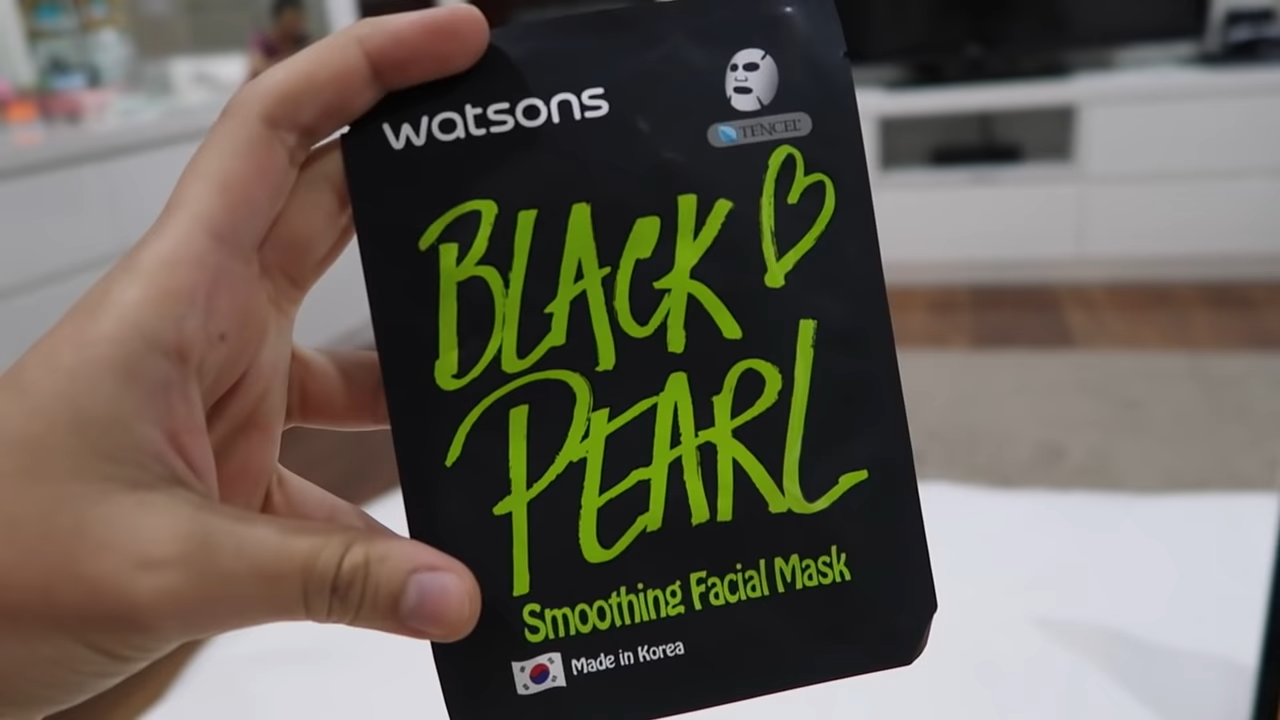 watsons
TENCEL
BLACK
PEARL
Smoothing Facial Mask
Made in Korea